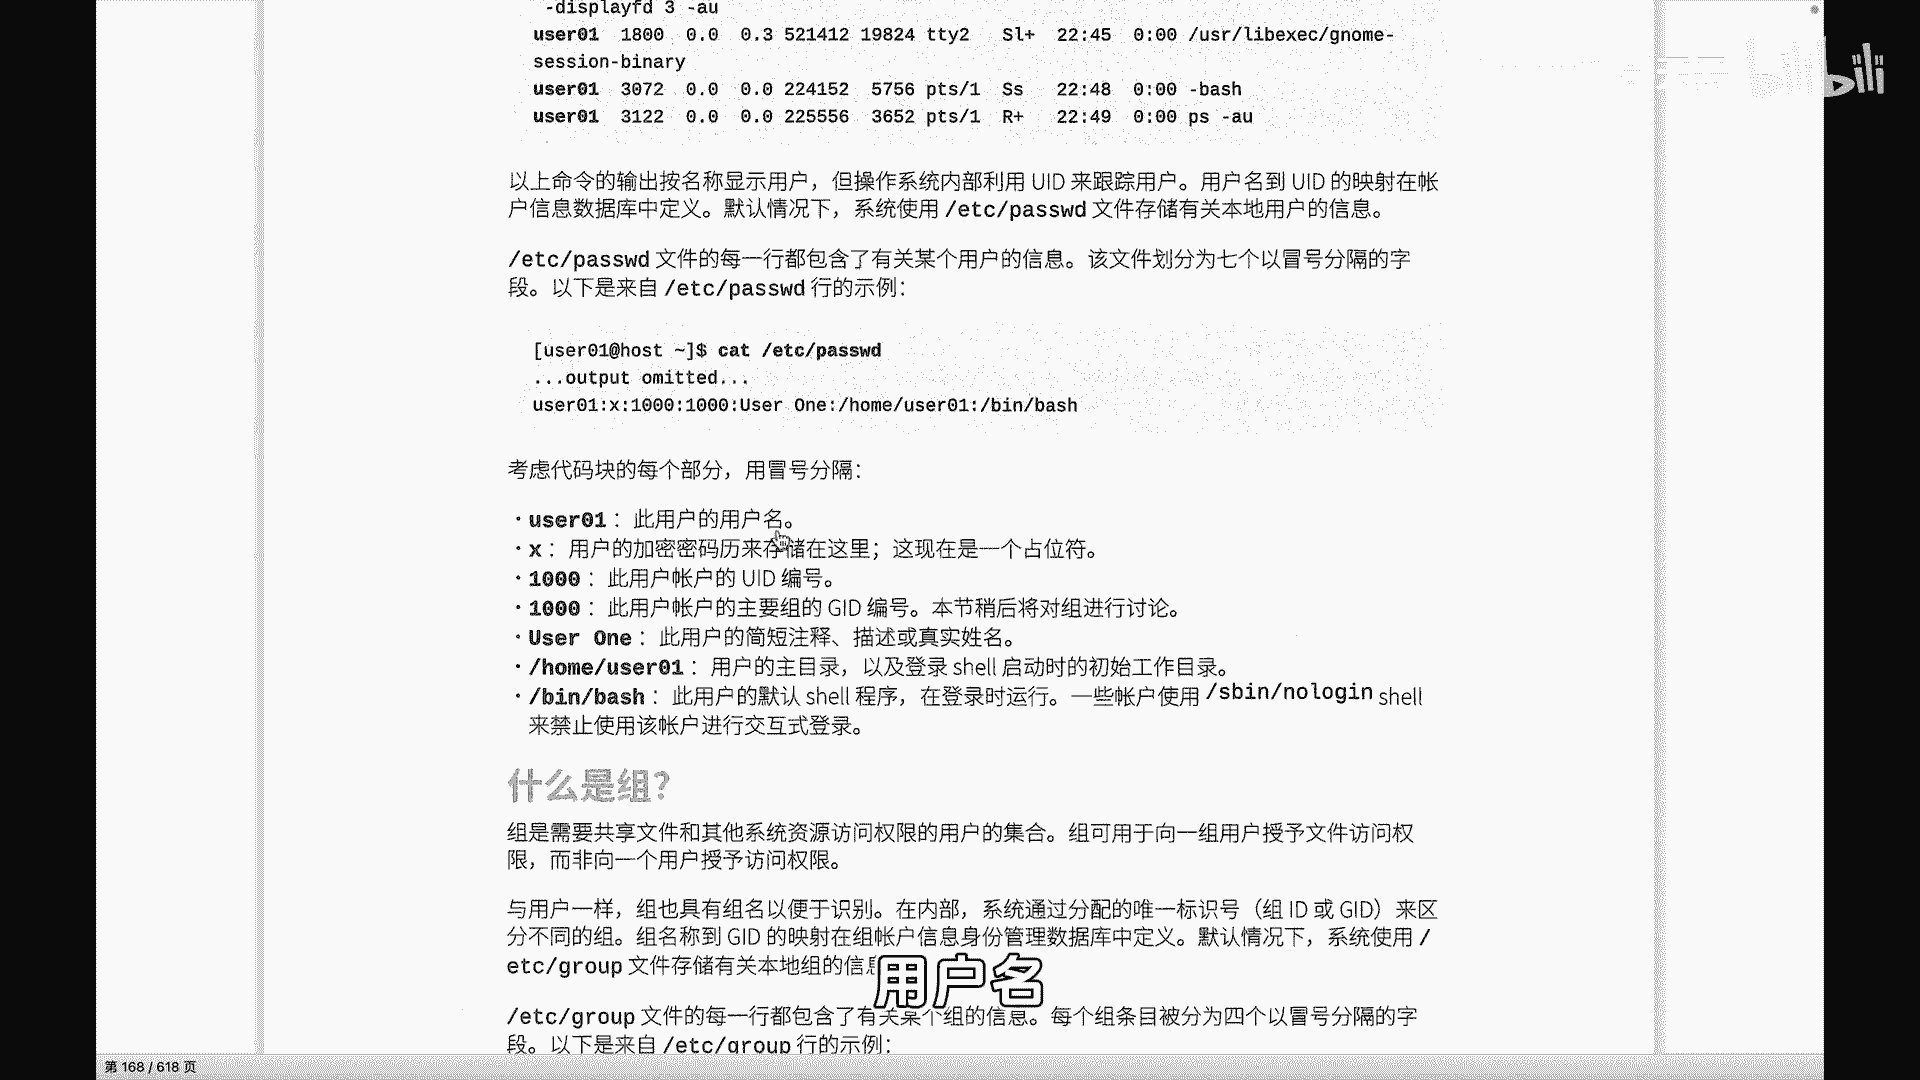 -displayfd 3 -au
user01  1800  0.0  0.3 521412 19824 tty2   Sl+  22:45   0:00 /usr/libexec/gnome-
session-binary
user01  3072  0.0  0.0 224152  5756 pts/1  Ss   22:48   0:00 -bash
user01  3122  0.0  0.0 225556  3652 pts/1  R+   22:49   0:00 ps -au
bilibili
以上命令的输出按名称显示用户，但操作系统内部利用 UID 来跟踪用户。用户名到 UID 的映射在帐
户信息数据库中定义。默认情况下，系统使用 /etc/passwd 文件存储有关本地用户的信息。
/etc/passwd 文件的每一行都包含了有关某个用户的信息。该文件划分为七个以冒号分隔的字
段。以下是来自 /etc/passwd 行的示例：
[user01@host ~]$ cat /etc/passwd
...output omitted...
user01:x:1000:1000:User One:/home/user01:/bin/bash
考虑代码块的每个部分，用冒号分隔：
・user01： 此用户的用户名。
・x： 用户的加密密码历来存储在这里；这现在是一个占位符。
・1000： 此用户帐户的 UID 编号。
・1000： 此用户帐户的主要组的 GID 编号。本节稍后将对组进行讨论。
・User One： 此用户的简短注释、描述或真实姓名。
・/home/user01： 用户的主目录，以及登录 shell 启动时的初始工作目录。
・/bin/bash： 此用户的默认 shell 程序，在登录时运行。一些帐户使用 /sbin/nologin shell
来禁止使用该帐户进行交互式登录。
什么是组?
组是需要共享文件和其他系统资源访问权限的用户的集合。组可用于向一组用户授予文件访问权
限，而非向一个用户授予访问权限。
与用户一样，组也具有组名以便于识别。在内部，系统通过分配的唯一标识号（组 ID 或 GID）来区
分不同的组。组名称到 GID 的映射在组帐户信息身份管理数据库中定义。默认情况下，系统使用 /
etc/group 文件存储有关本地组的信息
用户名
/etc/group 文件的每一行都包含了有关某个组的信息。每个组条目被分为四个以冒号分隔的字
段。以下是来自 /etc/group 行的示例：
第 168 / 618 页